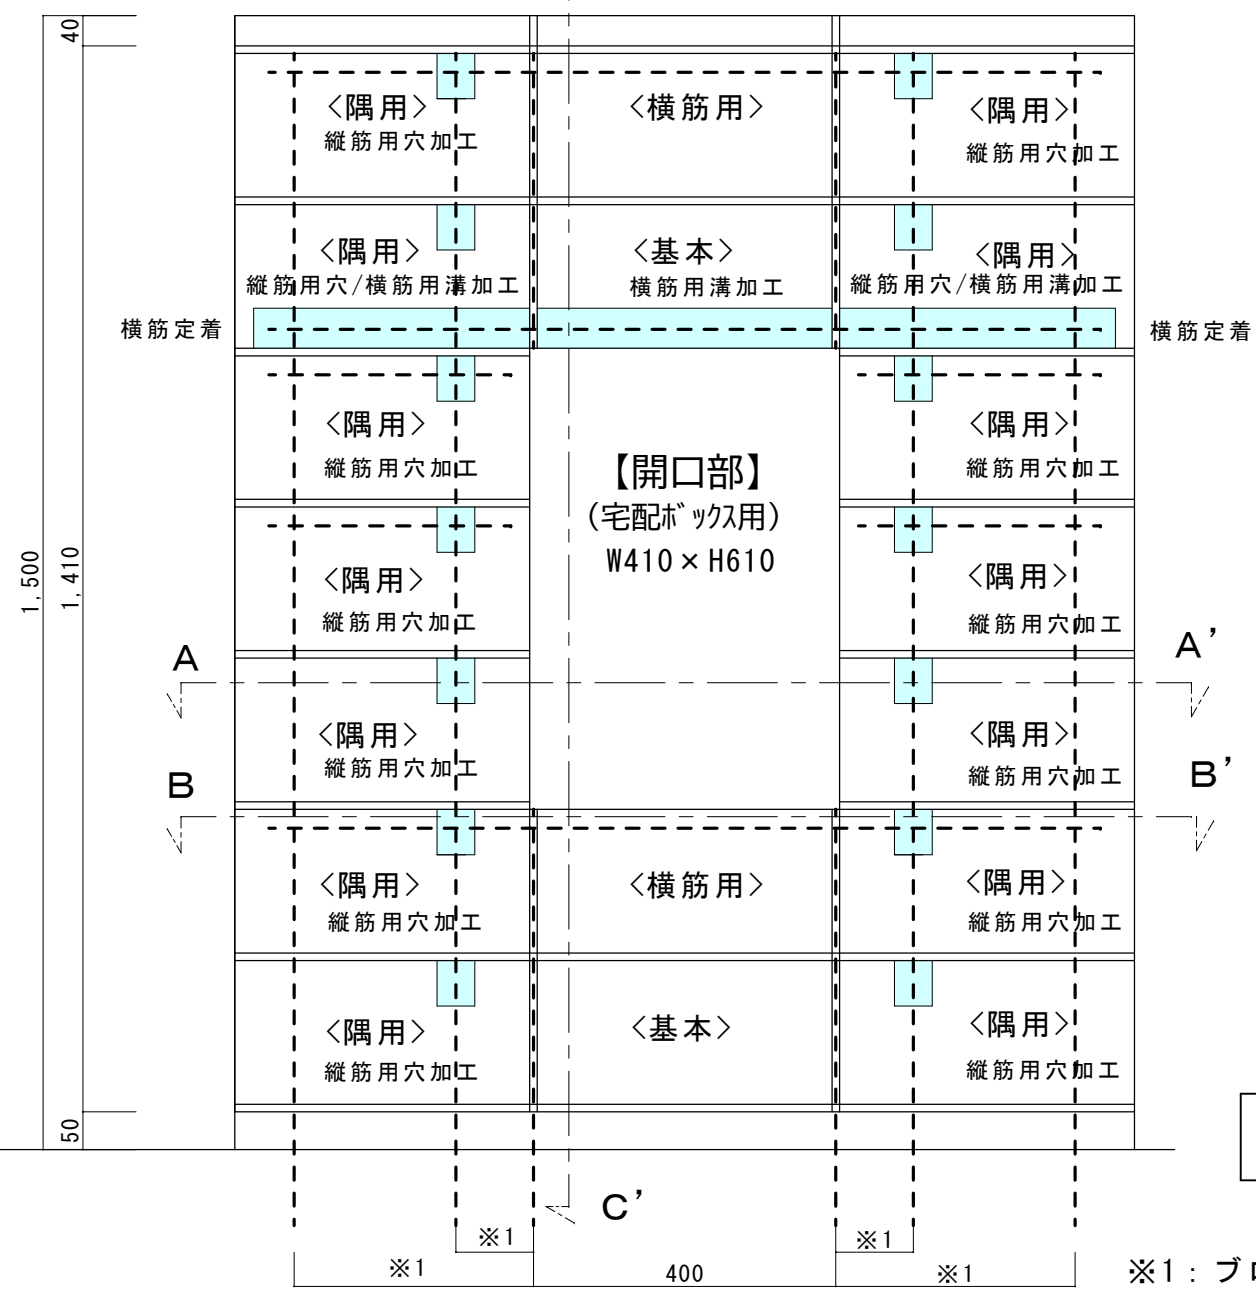 40
<隅用>
縦筋用穴加工
<横筋用>
<隅用>
縦筋用穴加工
<隅用>
縦筋用穴/横筋用溝加工
<基本>
横筋用溝加工
<隅用>
縦筋用穴/横筋用溝加工
横筋定着
横筋定着
<隅用>
縦筋用穴加工
【開口部】
(宅配ボックス用)
W410×H610
<隅用>
縦筋用穴加工
1,500
1,410
<隅用>
縦筋用穴加工
<隅用>
縦筋用穴加工
A
A’
<隅用>
縦筋用穴加工
<隅用>
縦筋用穴加工
B
B’
<隅用>
縦筋用穴加工
<横筋用>
<隅用>
縦筋用穴加工
<隅用>
縦筋用穴加工
<基本>
<隅用>
縦筋用穴加工
50
C’
※1
※1
※1
400
※1
※1:ブ